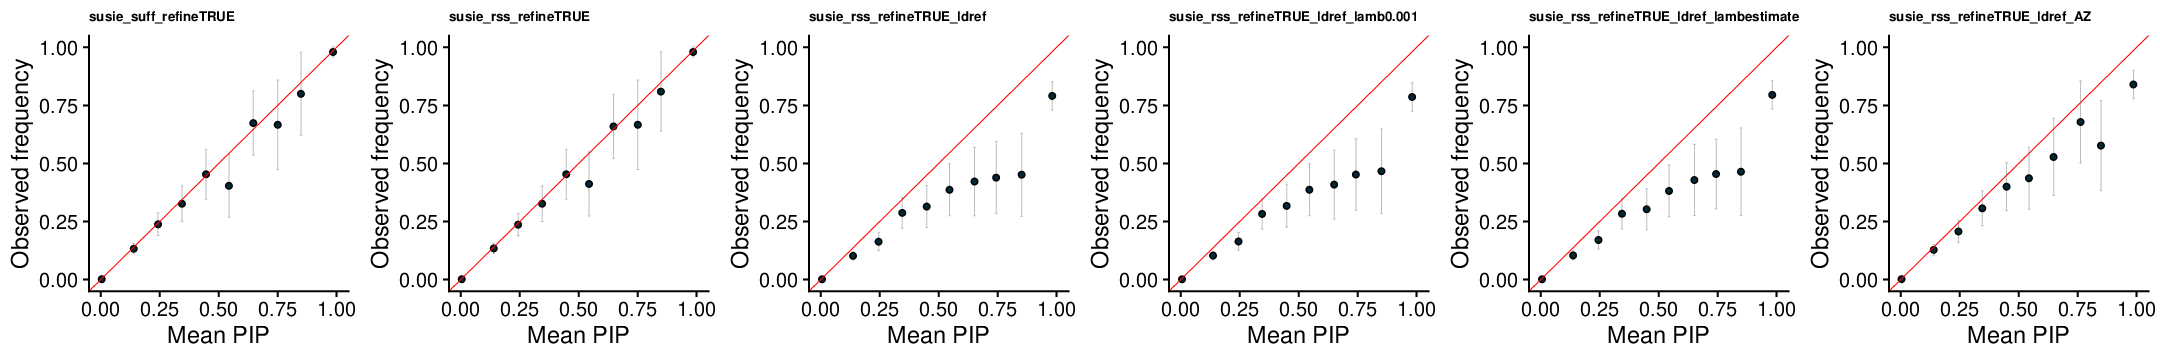 susie_suff_refineTRUE
1.00
0.75
0.50
0.25
0.00
Observed frequency
0.00 0.25 0.50 0.75 1.00
Mean PIP
susie_rss_refineTRUE
1.00
0.75
0.50
0.25
0.00
Observed frequency
0.00 0.25 0.50 0.75 1.00
Mean PIP
susie_rss_refineTRUE_ldref
1.00
0.75
0.50
0.25
0.00
Observed frequency
0.00 0.25 0.50 0.75 1.00
Mean PIP
susie_rss_refineTRUE_ldref_lamb0.001
1.00
0.75
0.50
0.25
0.00
Observed frequency
0.00 0.25 0.50 0.75 1.00
Mean PIP
susie_rss_refineTRUE_ldref_lambestimate
1.00
0.75
0.50
0.25
0.00
Observed frequency
0.00 0.25 0.50 0.75 1.00
Mean PIP
susie_rss_refineTRUE_ldref_AZ
1.00
0.75
0.50
0.25
0.00
Observed frequency
0.00 0.25 0.50 0.75 1.00
Mean PIP